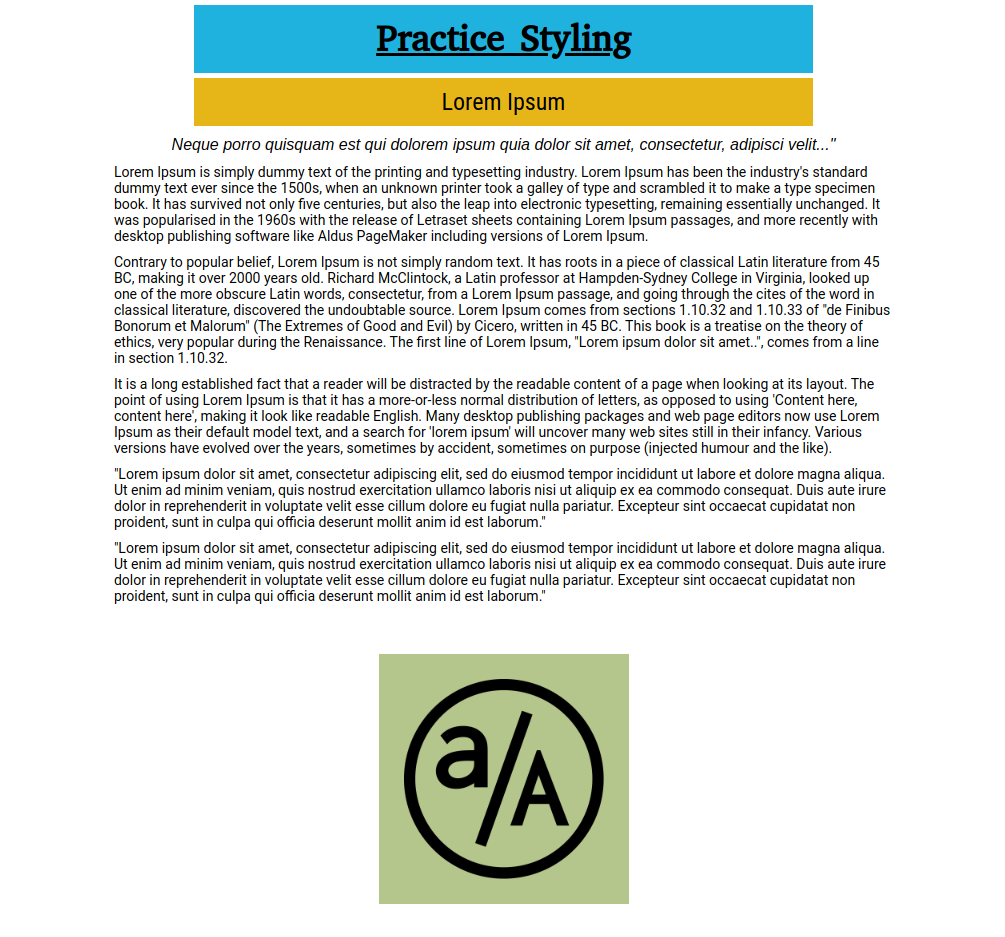 Practice Styling
Lorem Ipsum
Neque porro quisquam est qui dolorem ipsum quia dolor sit amet, consectetur, adipisci velit..."
Lorem Ipsum is simply dummy text of the printing and typesetting industry. Lorem Ipsum has been the industry's standard
dummy text ever since the 1500s, when an unknown printer took a galley of type and scrambled it to make a type specimen
book. It has survived not only five centuries, but also the leap into electronic typesetting, remaining essentially unchanged. It
was popularised in the 1960s with the release of Letraset sheets containing Lorem Ipsum passages, and more recently with
desktop publishing software like Aldus PageMaker including versions of Lorem Ipsum.
Contrary to popular belief, Lorem Ipsum is not simply random text. It has roots in a piece of classical Latin literature from 45
BC, making it over 2000 years old. Richard McClintock, a Latin professor at Hampden-Sydney College in Virginia, looked up
one of the more obscure Latin words, consectetur, from a Lorem Ipsum passage, and going through the cites of the word in
classical literature, discovered the undoubtable source. Lorem Ipsum comes from sections 1.10.32 and 1.10.33 of "de Finibus
Bonorum et Malorum" (The Extremes of Good and Evil) by Cicero, written in 45 BC. This book is a treatise on the theory of
ethics, very popular during the Renaissance. The first line of Lorem Ipsum, "Lorem ipsum dolor sit amet..", comes from a line
in section 1.10.32.
It is a long established fact that a reader will be distracted by the readable content of a page when looking at its layout. The
point of using Lorem Ipsum is that it has a more-or-less normal distribution of letters, as opposed to using 'Content here,
content here', making it look like readable English. Many desktop publishing packages and web page editors now use Lorem
Ipsum as their default model text, and a search for 'lorem ipsum' will uncover many web sites still in their infancy. Various
versions have evolved over the years, sometimes by accident, sometimes on purpose (injected humour and the like).
"Lorem ipsum dolor sit amet, consectetur adipiscing elit, sed do eiusmod tempor incididunt ut labore et dolore magna aliqua.
Ut enim ad minim veniam, quis nostrud exercitation ullamco laboris nisi ut aliquip ex ea commodo consequat. Duis aute irure
dolor in reprehenderit in voluptate velit esse cillum dolore eu fugiat nulla pariatur. Excepteur sint occaecat cupidatat non
proident, sunt in culpa qui officia deserunt mollit anim id est laborum."
"Lorem ipsum dolor sit amet, consectetur adipiscing elit, sed do eiusmod tempor incididunt ut labore et dolore magna aliqua.
Ut enim ad minim veniam, quis nostrud exercitation ullamco laboris nisi ut aliquip ex ea commodo consequat. Duis aute irure
dolor in reprehenderit in voluptate velit esse cillum dolore eu fugiat nulla pariatur. Excepteur sint occaecat cupidatat non
proident, sunt in culpa qui officia deserunt mollit anim id est laborum."
a/A